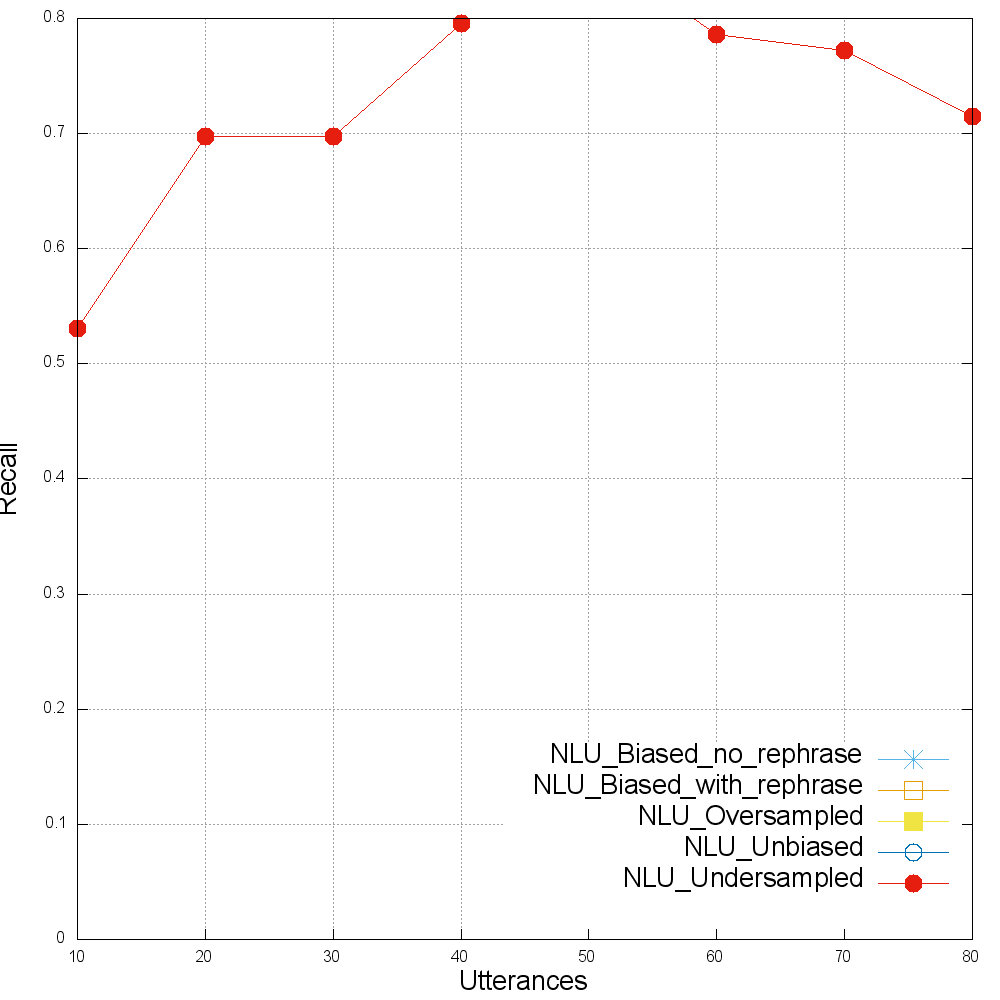 0.8
0.7
0.6
0.5
0.4
0.3
0.2
0.1
0
Recall
NLU_Biased_no_rephrase
NLU_Biased_with_rephrase
NLU_Oversampled
NLU_Unbiased
NLU_Undersampled
10 20 30 40 50 60 70 80
Utterances